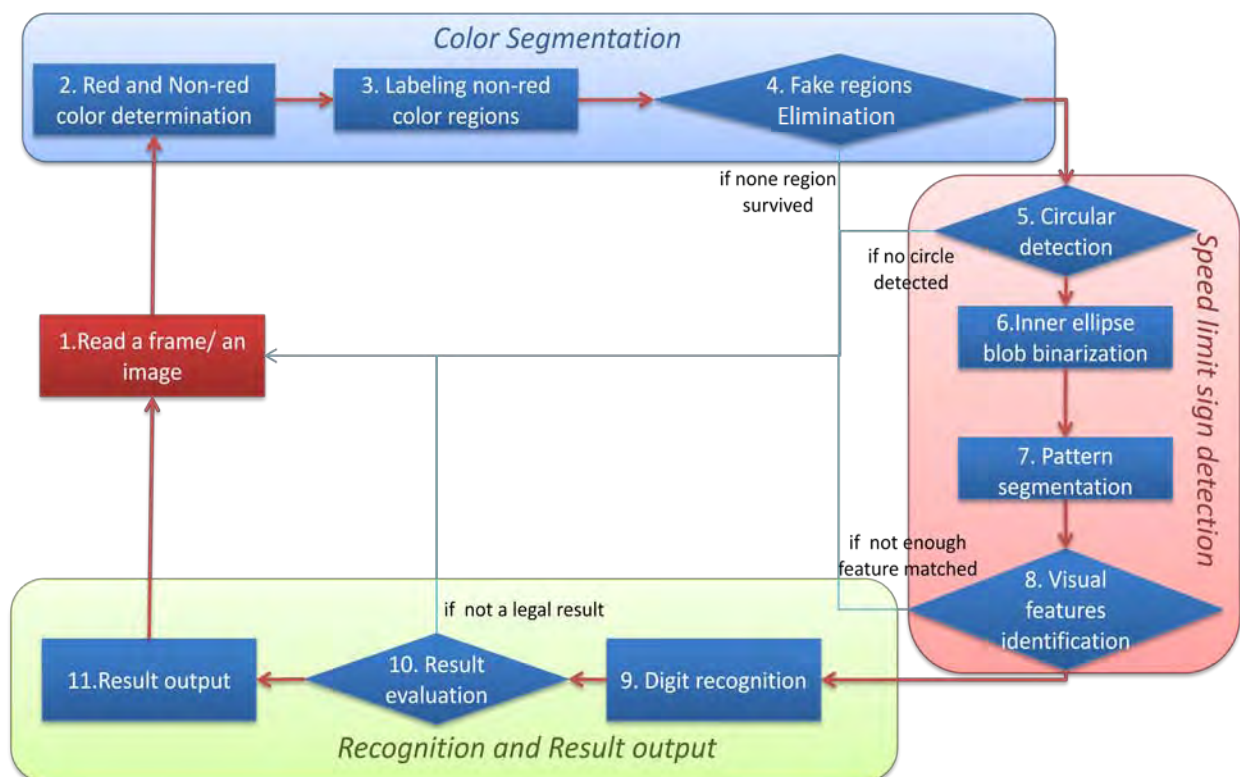 Color Segmentation
2. Red and Non-red
color determination
3. Labeling non-red
color regions
4. Fake regions
Elimination
if none region
survived
5. Circular
detection
if no circle
detected
Speed limit sign detection
1.Read a frame/ an
image
6.Inner ellipse
blob binarization
7. Pattern
segmentation
if  not enough
feature matched
8. Visual
features
identification
if  not a legal result
11.Result output
10. Result
evaluation
9. Digit recognition
Recognition and Result output